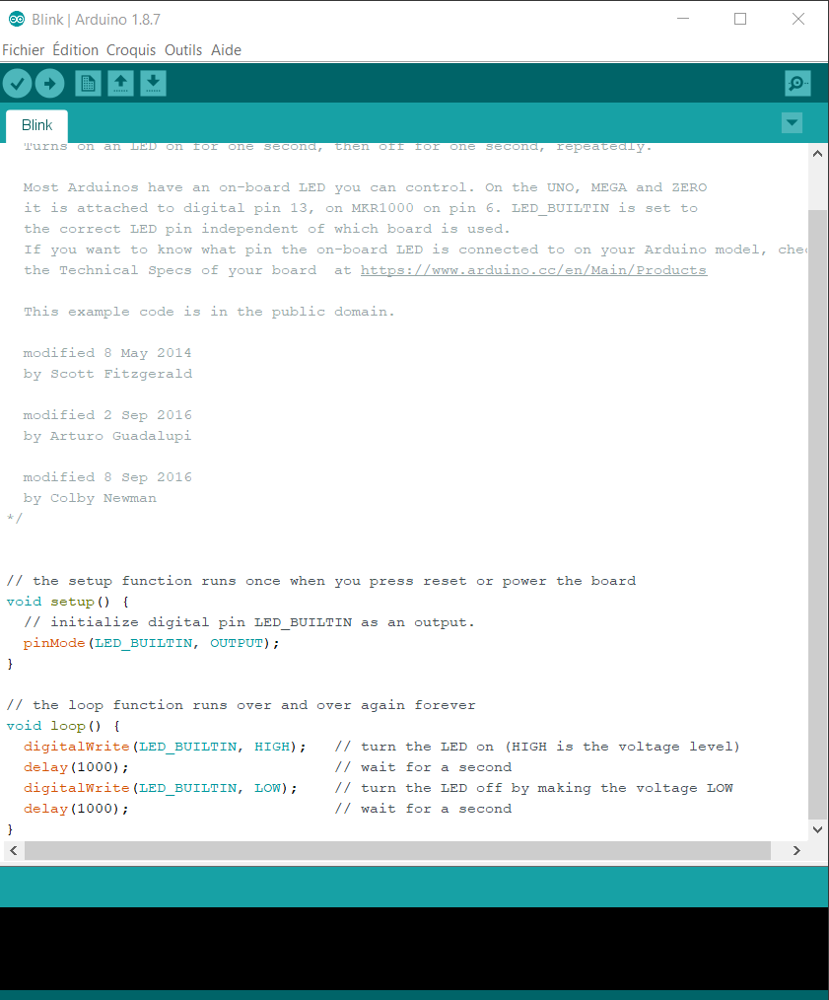 Blink | Arduino 1.8.7
Fichier Édition Croquis Outils Aide
Blink
Turns on an LED on for one second, then off for one second, repeatedly.
Most Arduinos have an on-board LED you can control. On the UNO, MEGA and ZERO
it is attached to digital pin 13, on MKR1000 on pin 6. LED_BUILTIN is set to
the correct LED pin independent of which board is used.
If you want to know what pin the on-board LED is connected to on your Arduino model, chec
the Technical Specs of your board  at https://www.arduino.cc/en/Main/Products
This example code is in the public domain.
modified 8 May 2014
by Scott Fitzgerald
modified 2 Sep 2016
by Arturo Guadalupi
modified 8 Sep 2016
by Colby Newman
*/
// the setup function runs once when you press reset or power the board
void setup() {
  // initialize digital pin LED_BUILTIN as an output.
  pinMode(LED_BUILTIN, OUTPUT);
}
// the loop function runs over and over again forever
void loop() {
  digitalWrite(LED_BUILTIN, HIGH);   // turn the LED on (HIGH is the voltage level)
  delay(1000);                       // wait for a second
  digitalWrite(LED_BUILTIN, LOW);    // turn the LED off by making the voltage LOW
  delay(1000);                       // wait for a second
}